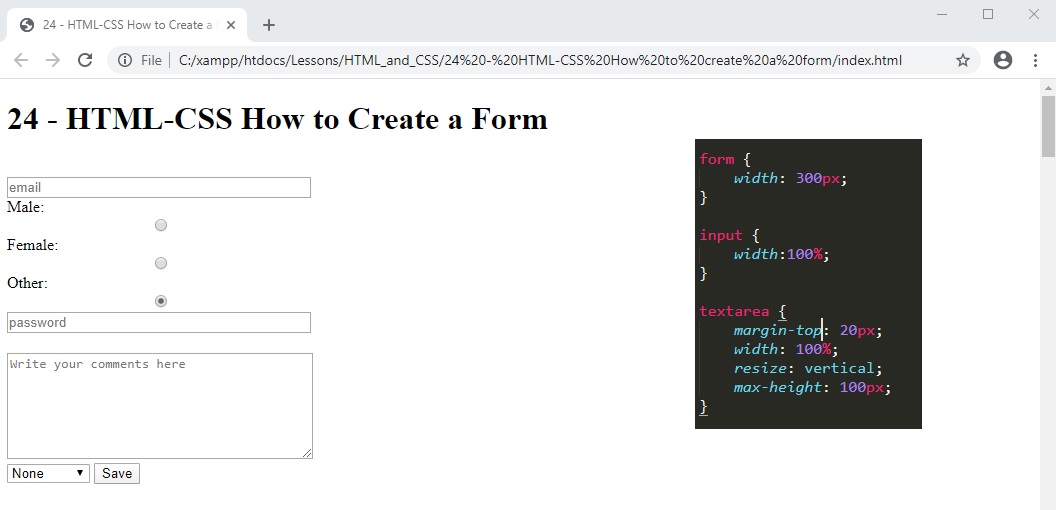 24 - HTML-CSS How to Create a
File C:/xampp/htdocs/Lessons/HTML_and_CSS/24%20-%20HTML-CSS%20How%20to%20create%20a%20form/index.html
24 - HTML-CSS How to Create a Form
email
Male:
Female:
Other:
password
Write your comments here
None Save
form {
width: 300px;
}
input {
width:100%;
}
textarea {
margin-top: 20px;
width: 100%;
resize: vertical;
max-height: 100px;
}